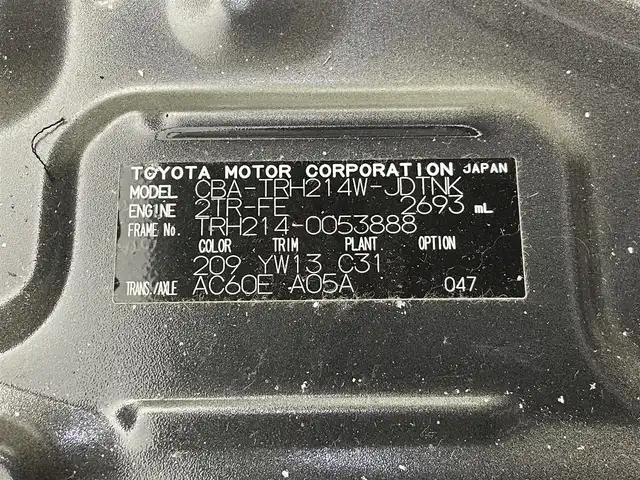 TOYOTA MOTOR CORPORATION JAPAN
MODEL CBA-TRH214W-JDTNK
ENGINE 2TR-FE 2693 mL
FRAME No. TRH214-0053888
COLOR TRIM PLANT OPTION
209 YW13 C31
TRANS./AXLE AC60E A05A 047